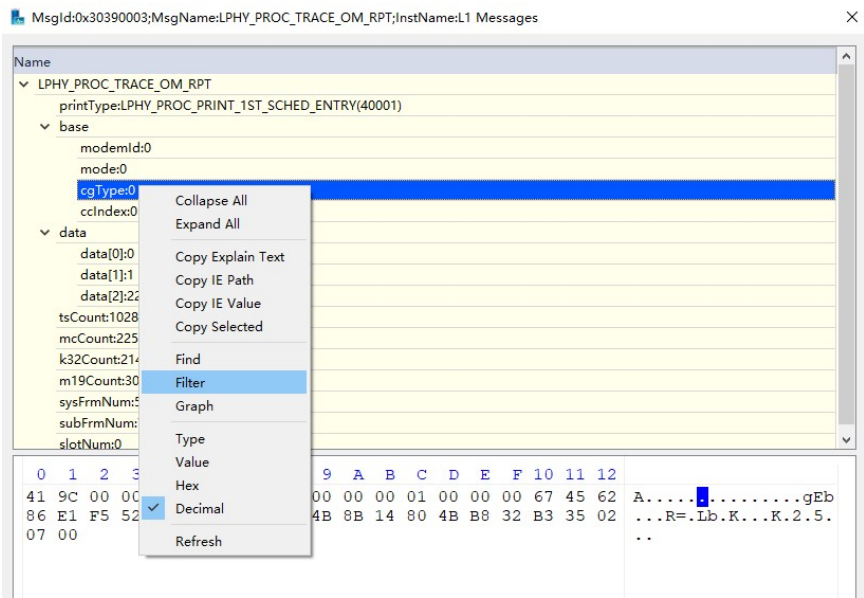 MsgId:0x30390003;MsgName:LPHY_PROC_TRACE_OM_RPT;InstName:L1 Messages
Name
LPHY_PROC_TRACE_OM_RPT
printType:LPHY_PROC_PRINT_1ST_SCHED_ENTRY(40001)
base
modemId:0
mode:0
cgType:0
ccIndex:0
data
data[0]:0
data[1]:1
data[2]:22
tsCount:1028
mcCount:225
k32Count:214
m19Count:30
sysFrmNum:5
subFrmNum:
slotNum:0
Collapse All
Expand All
Copy Explain Text
Copy IE Path
Copy IE Value
Copy Selected
Find
Filter
Graph
Type
Value
Hex
Decimal
Refresh
0 1 2 3 9 A B C D E F 10 11 12
41 9C 00 00 00 00 00 01 00 00 00 67 45 62 A..............gEb
86 E1 F5 52 4B 8B 14 80 4B B8 32 B3 35 02 ...R=.Lb.K...K.2.5.
07 00 ..